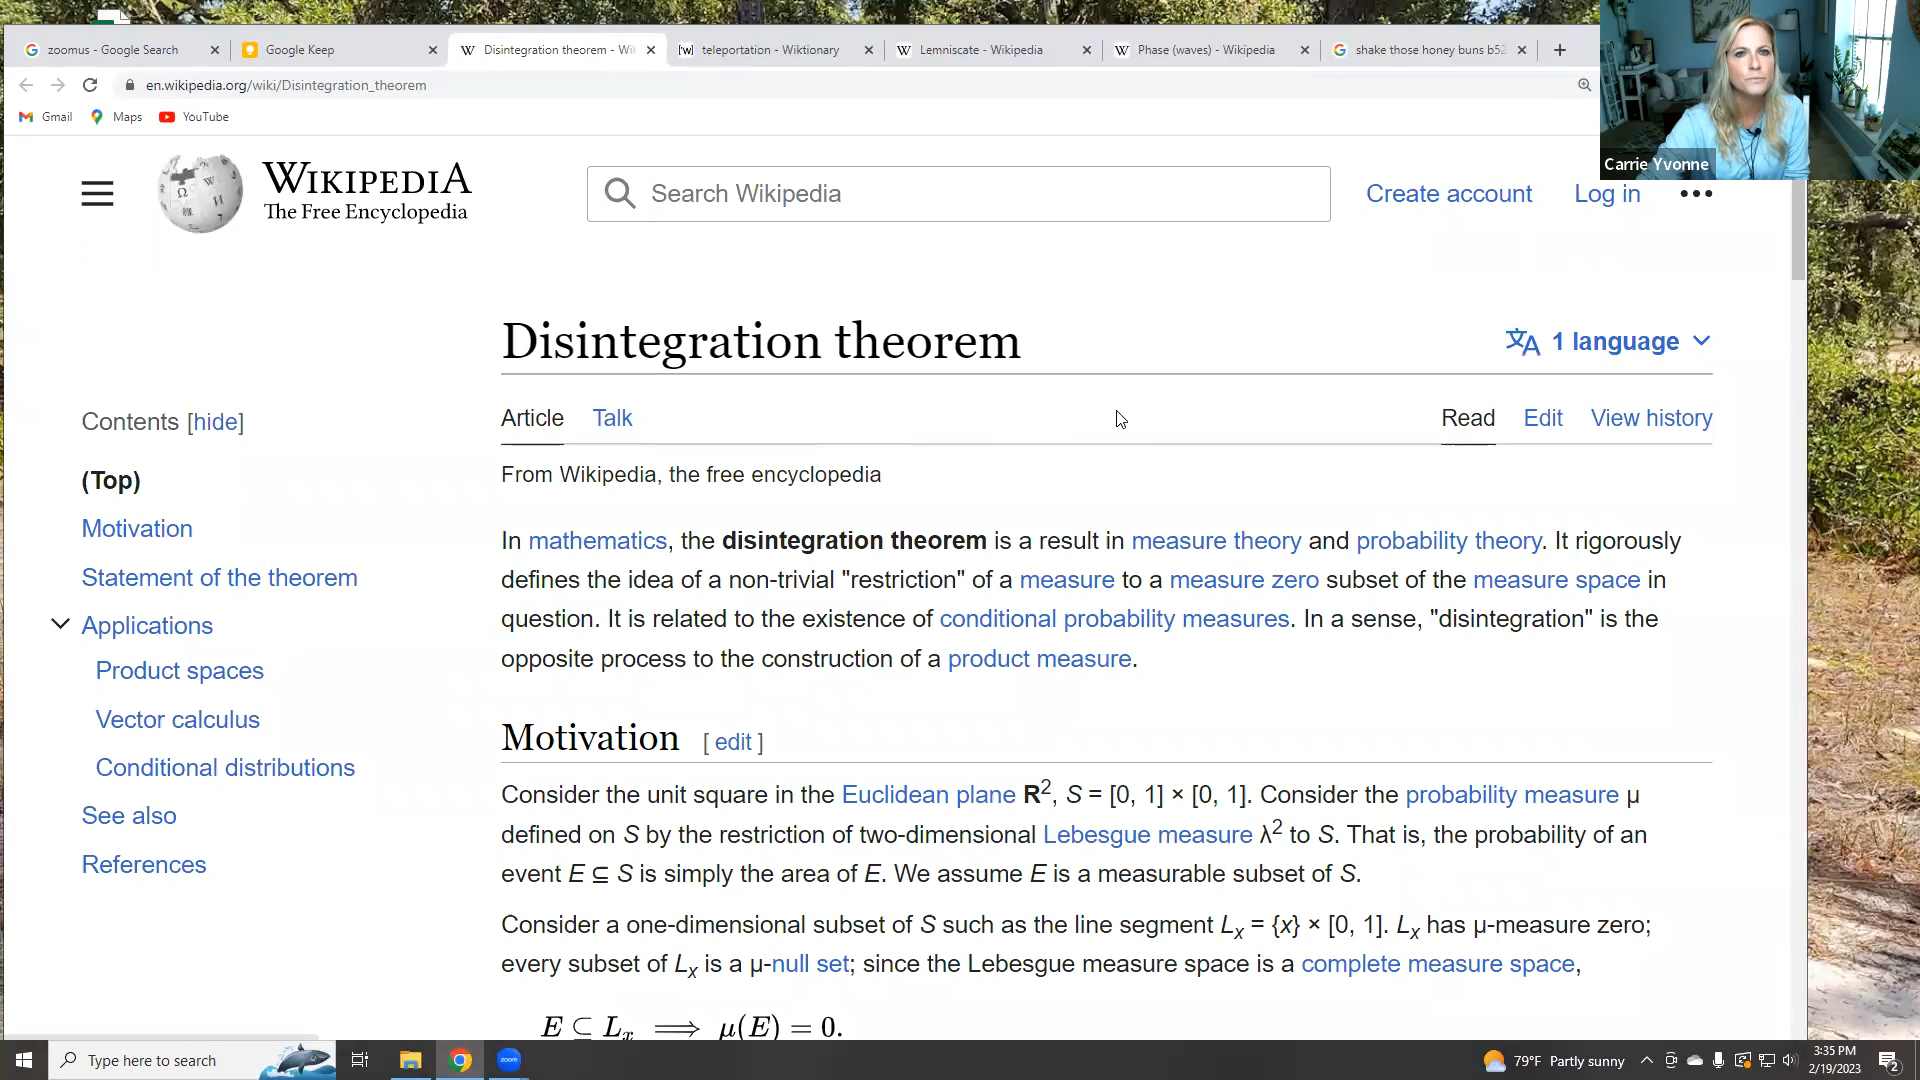 zoomus - Google Search
Google Keep
Disintegration theorem - Wi
teleportation - Wiktionary
Lemniscate - Wikipedia
Phase (waves) - Wikipedia
shake those honey buns b52
en.wikipedia.org/wiki/Disintegration_theorem
Gmail
Maps
YouTube
Carrie Yvonne
WIKIPEDIA
The Free Encyclopedia
Search Wikipedia
Create account
Log in
Disintegration theorem
1 language
Article
Talk
Read
Edit
View history
From Wikipedia, the free encyclopedia
Contents [hide]
(Top)
Motivation
Statement of the theorem
Applications
Product spaces
Vector calculus
Conditional distributions
See also
References
In mathematics, the disintegration theorem is a result in measure theory and probability theory. It rigorously
defines the idea of a non-trivial "restriction" of a measure to a measure zero subset of the measure space in
question. It is related to the existence of conditional probability measures. In a sense, "disintegration" is the
opposite process to the construction of a product measure.
Motivation [ edit ]
Consider the unit square in the Euclidean plane R², S = [0, 1] × [0, 1]. Consider the probability measure μ
defined on S by the restriction of two-dimensional Lebesgue measure λ² to S. That is, the probability of an
event E ⊆ S is simply the area of E. We assume E is a measurable subset of S.
Consider a one-dimensional subset of S such as the line segment Lₓ = {x} × [0, 1]. Lₓ has μ-measure zero;
every subset of Lₓ is a μ-null set; since the Lebesgue measure space is a complete measure space,
E ⊆ Lₓ ⟹ μ(E) = 0.
Type here to search
zoom
79°F Partly sunny
3:35 PM
2/19/2023
2